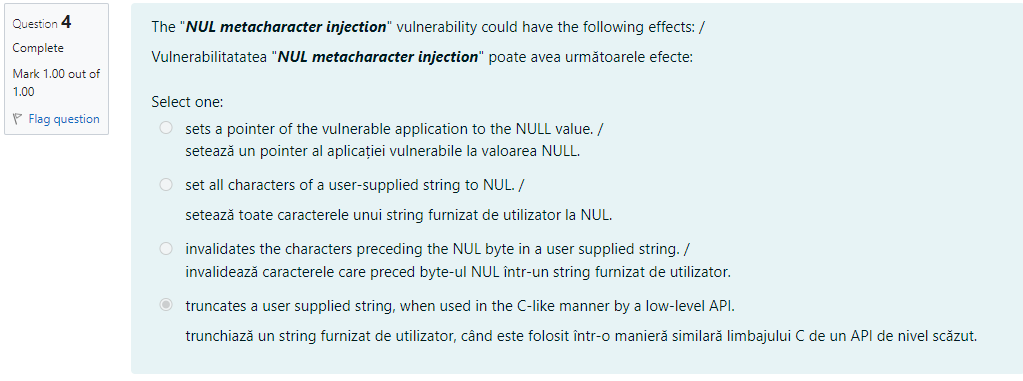 Question 4
Complete
Mark 1.00 out of
1.00
Flag question
The "NUL metacharacter injection" vulnerability could have the following effects: /
Vulnerabilitatatea "NUL metacharacter injection" poate avea următoarele efecte:
Select one:
sets a pointer of the vulnerable application to the NULL value. /
setează un pointer al aplicației vulnerabile la valoarea NULL.
set all characters of a user-supplied string to NUL. /
setează toate caracterele unui string furnizat de utilizator la NUL.
invalidates the characters preceding the NUL byte in a user supplied string. /
invalidează caracterele care preced byte-ul NUL într-un string furnizat de utilizator.
truncates a user supplied string, when used in the C-like manner by a low-level API.
trunchiază un string furnizat de utilizator, când este folosit într-o manieră similară limbajului C de un API de nivel scăzut.